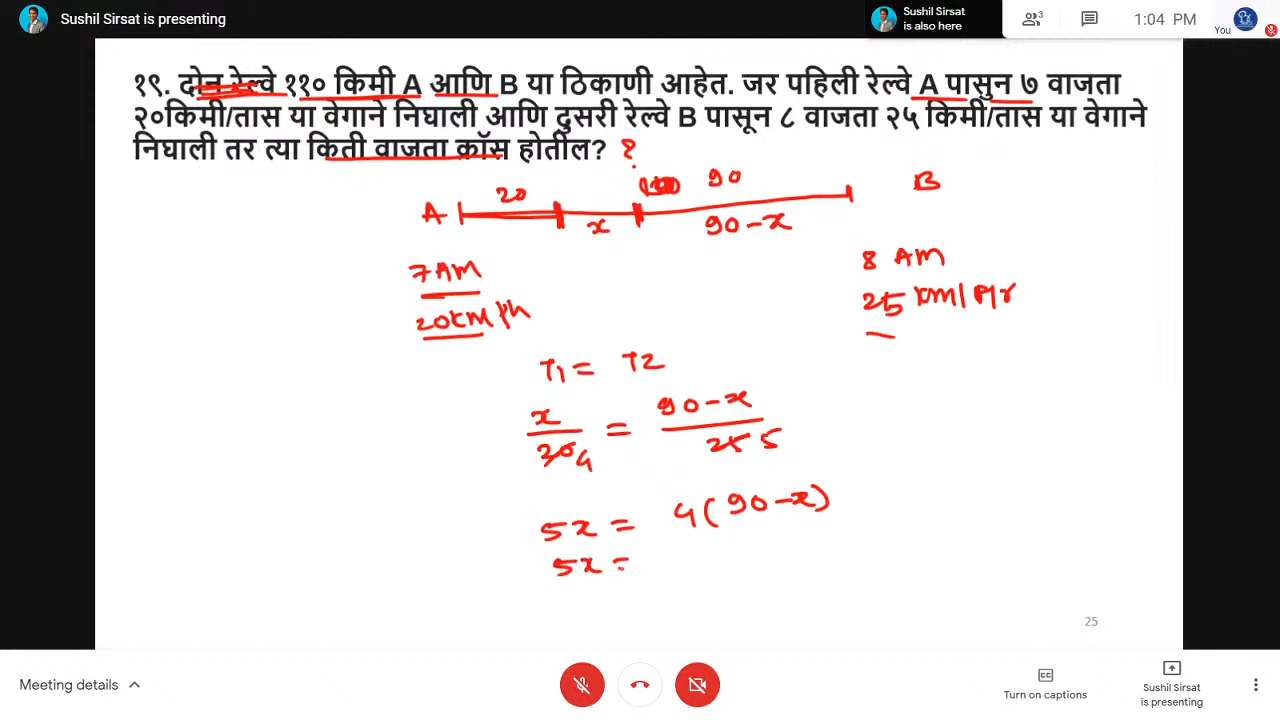 Sushil Sirsat is presenting
Sushil Sirsat
is also here
3
1:04 PM
You
१९. दोन रेल्वे ११० किमी A आणि B या ठिकाणी आहेत. जर पहिली रेल्वे A पासुन ७ वाजता
२०किमी/तास या वेगाने निघाली आणि दुसरी रेल्वे B पासून ८ वाजता २५ किमी/तास या वेगाने
निघाली तर त्या किती वाजता कॉस होतील? ?
20 90 B
A x 90-x
7AM 8 AM
20km/ph 25 km/hr
T1 = T2
x/20 4 = 90-x/25 5
5x = 4(90-x)
5x =
25
Meeting details
Turn on captions
Sushil Sirsat
is presenting